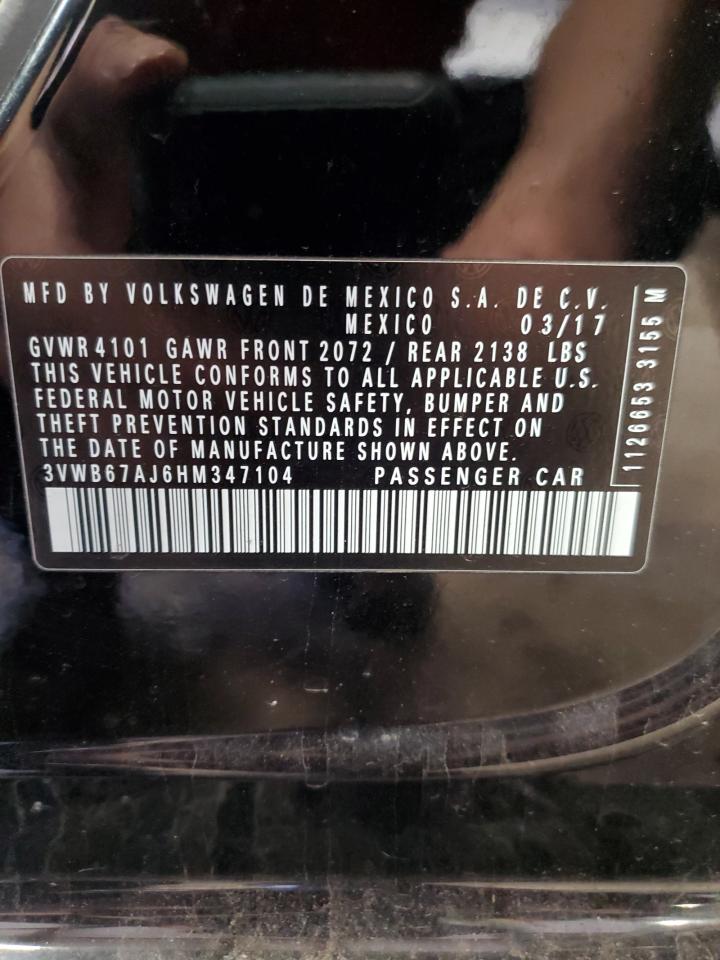 MFD BY VOLKSWAGEN DE MEXICO S.A. DE C.V.
MEXICO 03/17
GVWR 4101 GAWR FRONT 2072 / REAR 2138 LBS
THIS VEHICLE CONFORMS TO ALL APPLICABLE U.S.
FEDERAL MOTOR VEHICLE SAFETY, BUMPER AND
THEFT PREVENTION STANDARDS IN EFFECT ON
THE DATE OF MANUFACTURE SHOWN ABOVE.
3VWB67AJ6HM347104 PASSENGER CAR
1126653 3155 M